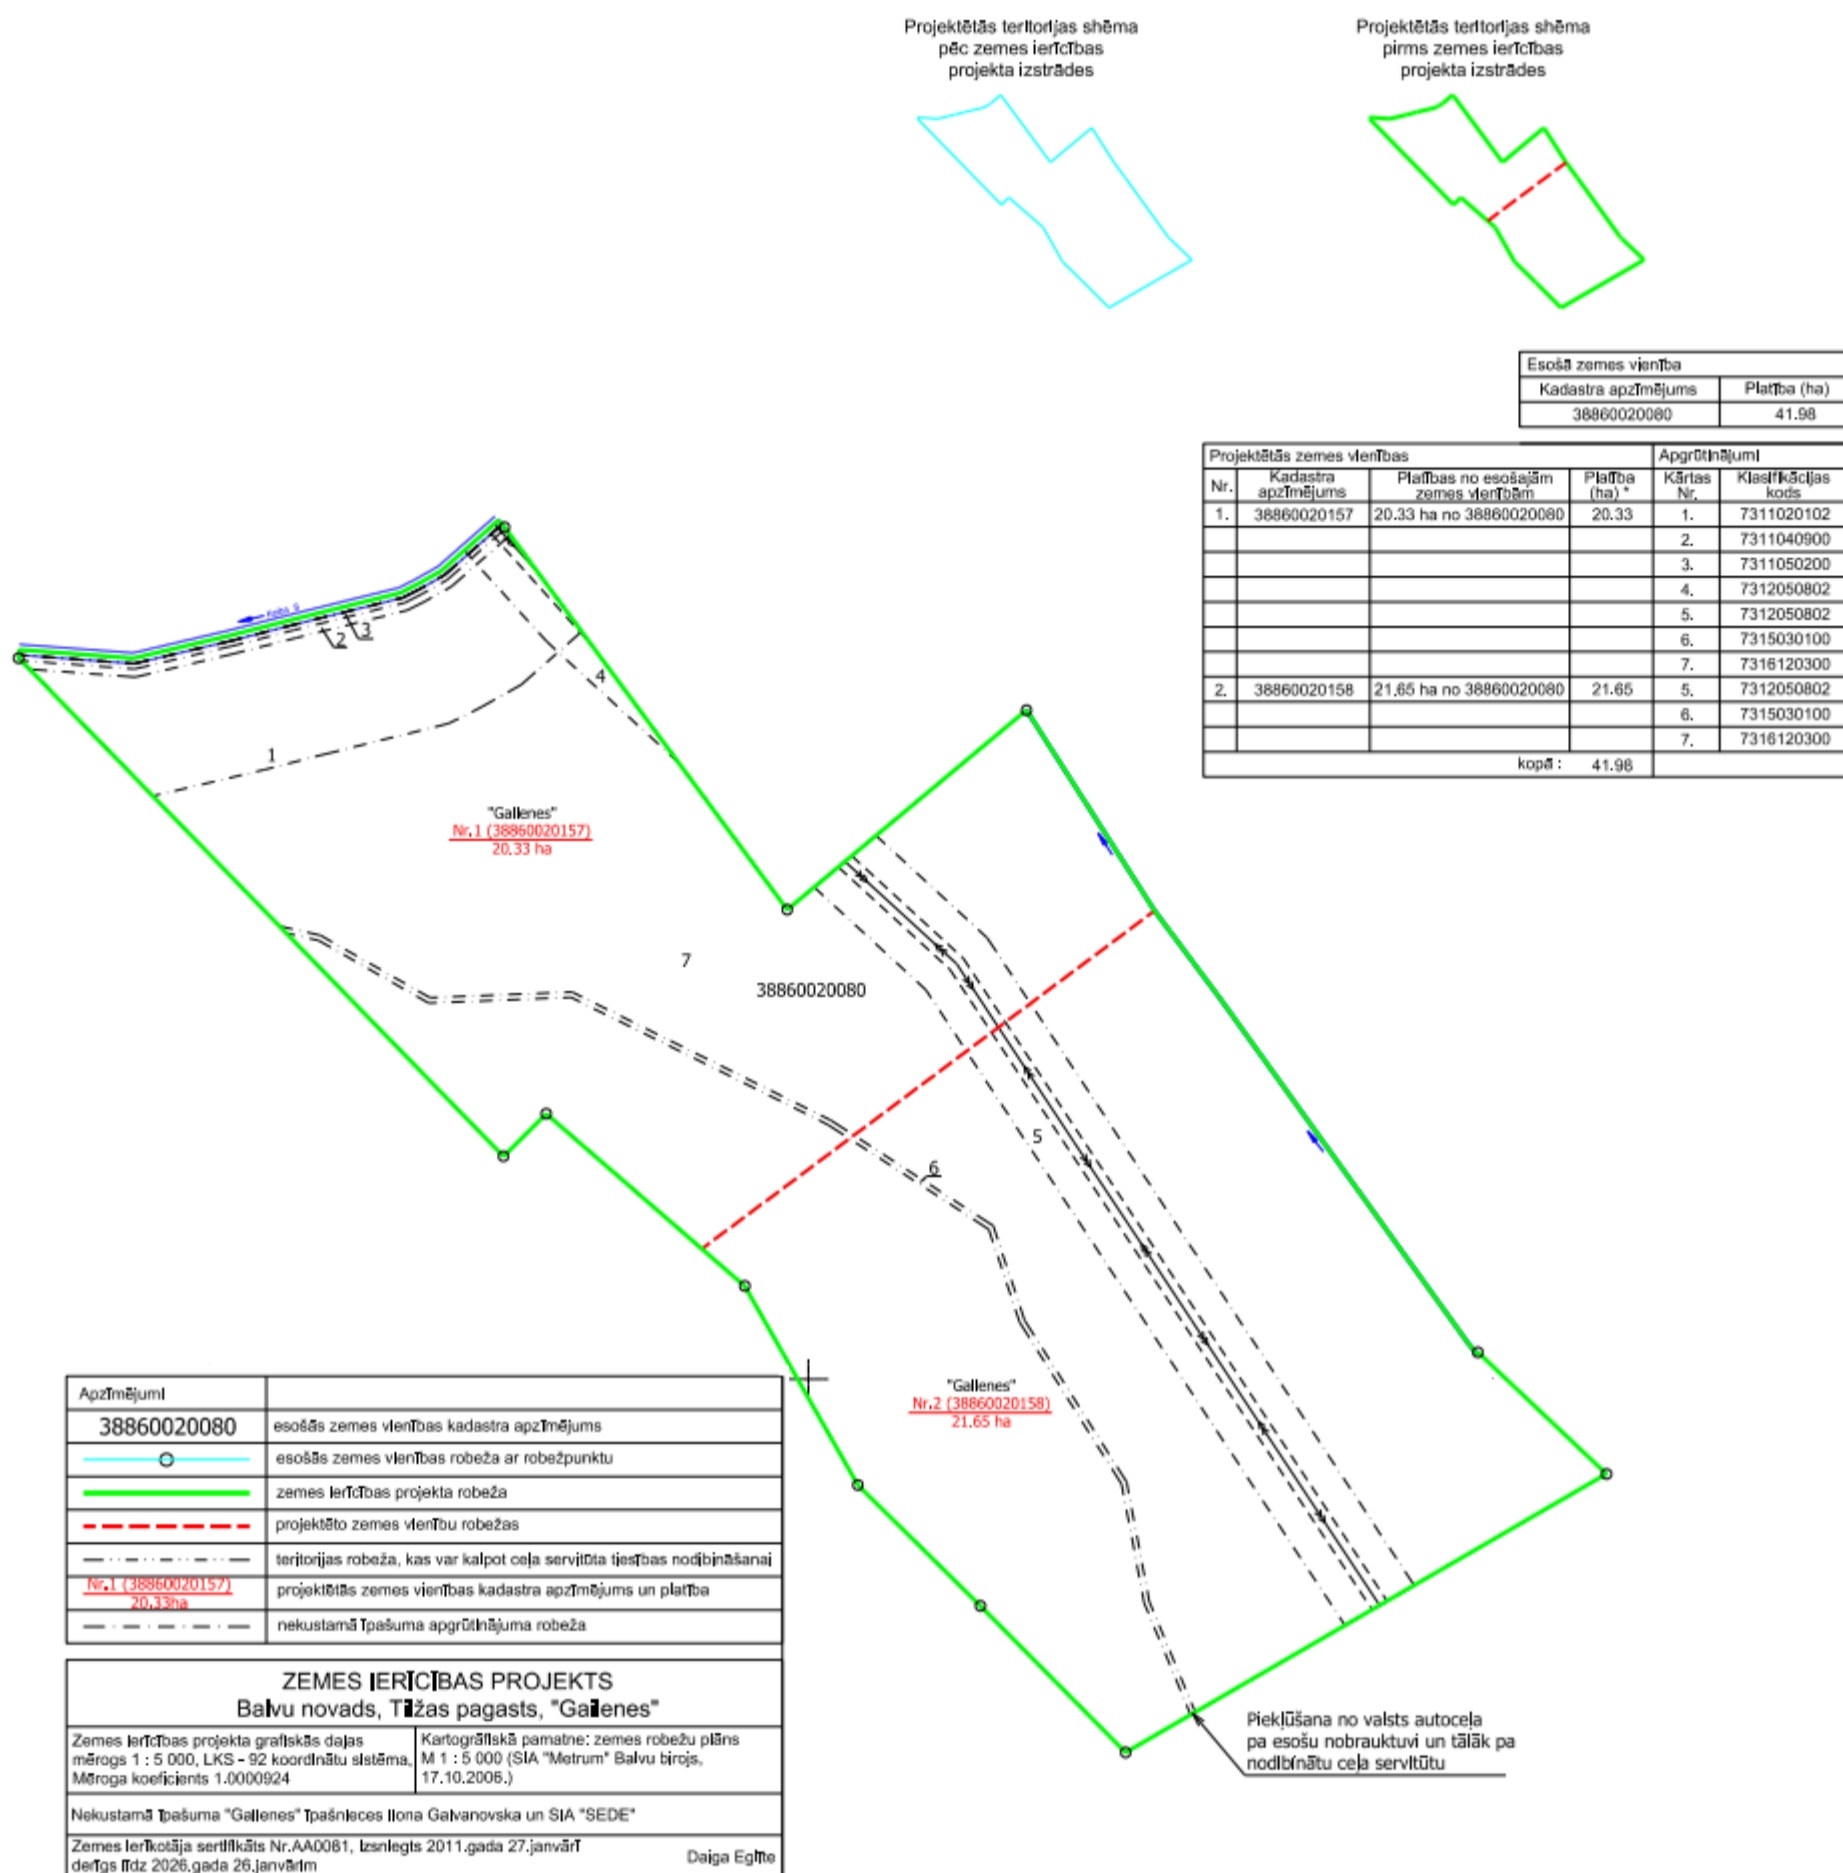 Projektētās teritorijas shēma
pēc zemes ierīcības
projekta izstrādes
Projektētās teritorijas shēma
pirms zemes ierīcības
projekta izstrādes
Esošā zemes vienība
Kadastra apzīmējums Platība (ha)
38860020080 41.98
Projektētās zemes vienības Apgrūtinājumi
Nr. Kadastra apzīmējums Platības no esošajām zemes vienībām Platība (ha) * Kārtas Nr. Klasifikācijas kods
1. 38860020157 20.33 ha no 38860020080 20.33 1. 7311020102
2. 7311040900
3. 7311050200
4. 7312050802
5. 7312050802
6. 7315030100
7. 7316120300
2. 38860020158 21.65 ha no 38860020080 21.65 5. 7312050802
6. 7315030100
7. 7316120300
kopā : 41.98
2
3
4
1
"Gailenes"
Nr.1 (38860020157)
20.33 ha
7
38860020080
5
6
"Gailenes"
Nr.2 (38860020158)
21.65 ha
Apzīmējumi
38860020080 esošās zemes vienības kadastra apzīmējums
esošās zemes vienības robeža ar robežpunktu
zemes ierīcības projekta robeža
projektēto zemes vienību robežas
teritorijas robeža, kas var kalpot ceļa servitūta tiesības nodibināšanai
Nr.1 (38860020157)
20.33ha
projektētās zemes vienības kadastra apzīmējums un platība
nekustamā īpašuma apgrūtinājuma robeža
ZEMES IERĪCĪBAS PROJEKTS
Balvu novads, Tilžas pagasts, "Gailenes"
Zemes ierīcības projekta grafiskās daļas
mērogs 1 : 5 000, LKS - 92 koordinātu sistēma,
Mēroga koeficients 1.0000924
Kartogrāfiskā pamatne: zemes robežu plāns
M 1 : 5 000 (SIA "Metrum" Balvu birojs,
17.10.2006.)
Nekustamā īpašuma "Gailenes" īpašnieces Ilona Galvanovska un SIA "SEDE"
Zemes ierīkotāja sertifikāts Nr.AA0081, izsniegts 2011.gada 27.janvārī
derīgs līdz 2026.gada 26.janvārim
Daiga Eglīte
Piekļūšana no valsts autoceļa
pa esošu nobrauktuvi un tālāk pa
nodibinātu ceļa servitūtu